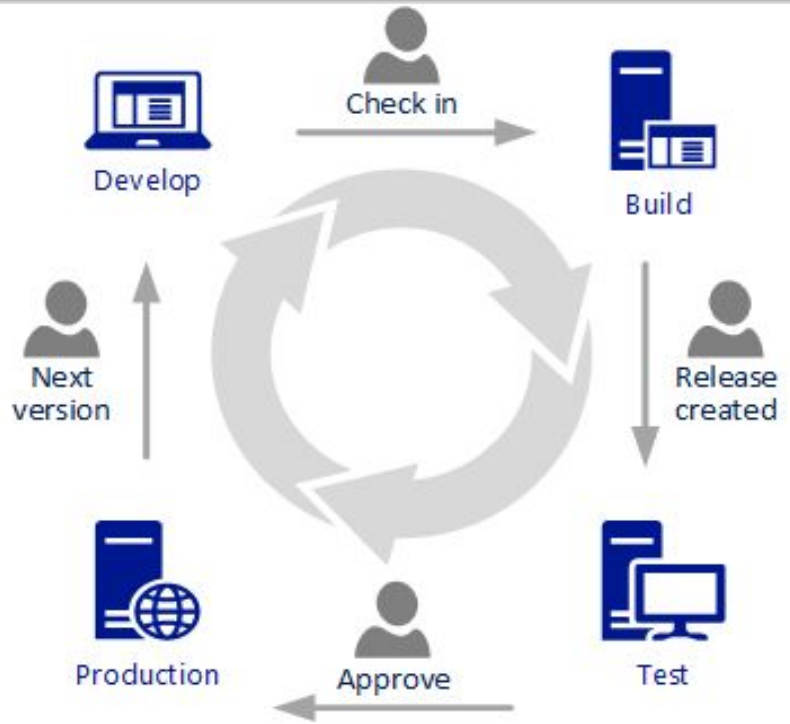 Check in
Develop
Build
Next
version
Release
created
Production
Approve
Test